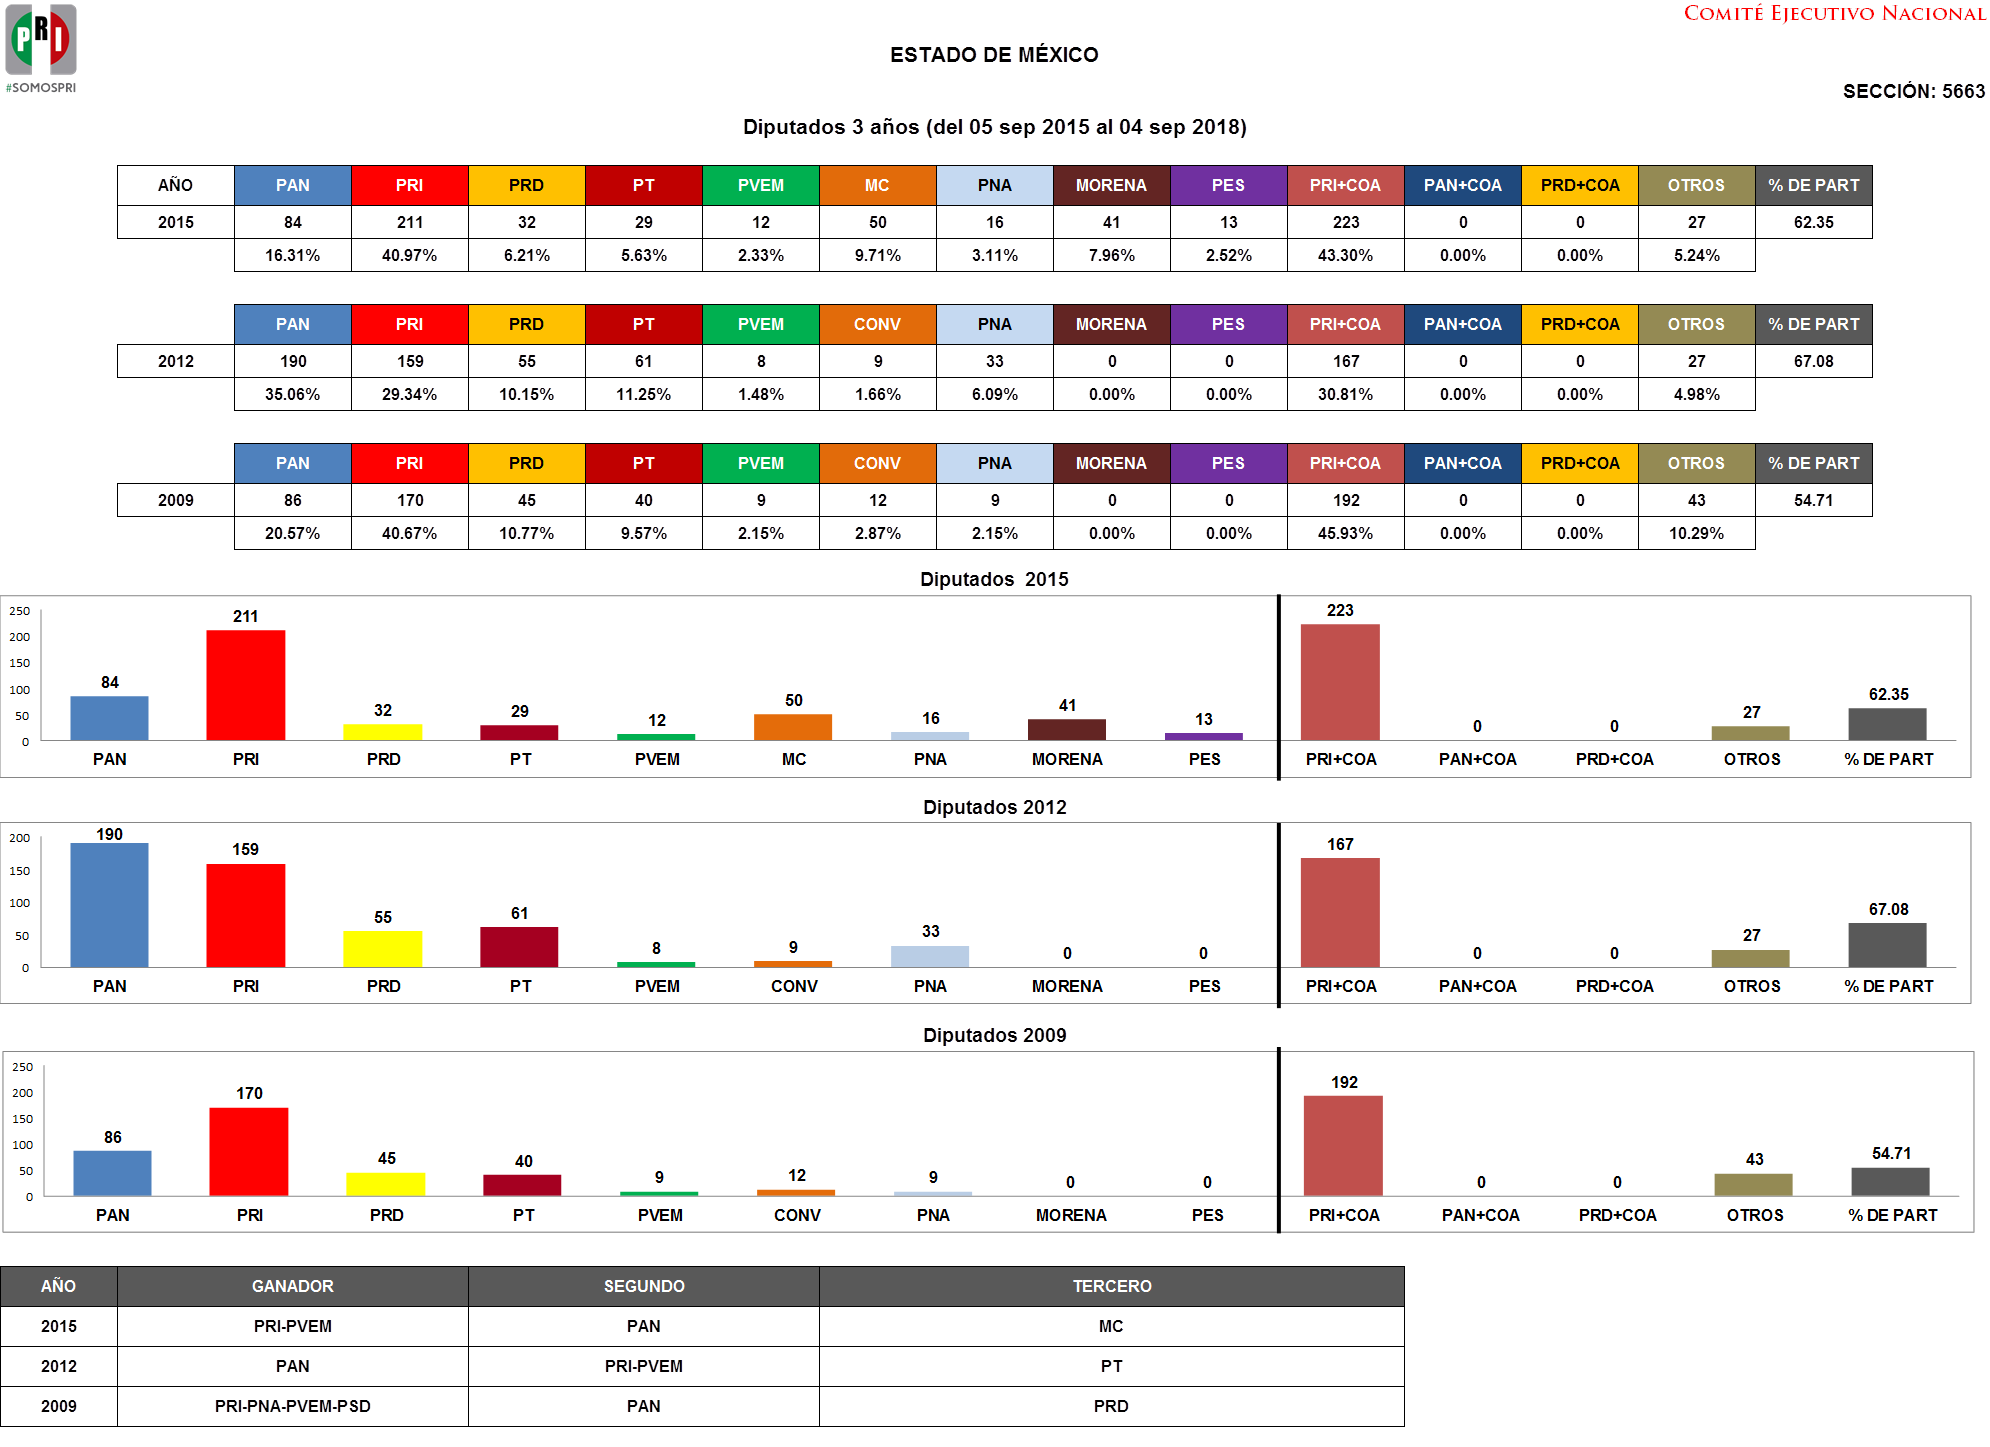 PRI
#SOMOSPRI
COMITÉ EJECUTIVO NACIONAL
ESTADO DE MÉXICO
SECCIÓN: 5663
Diputados 3 años (del 05 sep 2015 al 04 sep 2018)
AÑO PAN PRI PRD PT PVEM MC PNA MORENA PES PRI+COA PAN+COA PRD+COA OTROS % DE PART
2015 84 211 32 29 12 50 16 41 13 223 0 0 27 62.35
16.31% 40.97% 6.21% 5.63% 2.33% 9.71% 3.11% 7.96% 2.52% 43.30% 0.00% 0.00% 5.24%
PAN PRI PRD PT PVEM CONV PNA MORENA PES PRI+COA PAN+COA PRD+COA OTROS % DE PART
2012 190 159 55 61 8 9 33 0 0 167 0 0 27 67.08
35.06% 29.34% 10.15% 11.25% 1.48% 1.66% 6.09% 0.00% 0.00% 30.81% 0.00% 0.00% 4.98%
PAN PRI PRD PT PVEM CONV PNA MORENA PES PRI+COA PAN+COA PRD+COA OTROS % DE PART
2009 86 170 45 40 9 12 9 0 0 192 0 0 43 54.71
20.57% 40.67% 10.77% 9.57% 2.15% 2.87% 2.15% 0.00% 0.00% 45.93% 0.00% 0.00% 10.29%
Diputados 2015
250
200
150
100
50
0
84 211 32 29 12 50 16 41 13 223 0 0 27 62.35
PAN PRI PRD PT PVEM MC PNA MORENA PES PRI+COA PAN+COA PRD+COA OTROS % DE PART
Diputados 2012
200
150
100
50
0
190 159 55 61 8 9 33 0 0 167 0 0 27 67.08
PAN PRI PRD PT PVEM CONV PNA MORENA PES PRI+COA PAN+COA PRD+COA OTROS % DE PART
Diputados 2009
250
200
150
100
50
0
86 170 45 40 9 12 9 0 0 192 0 0 43 54.71
PAN PRI PRD PT PVEM CONV PNA MORENA PES PRI+COA PAN+COA PRD+COA OTROS % DE PART
AÑO GANADOR SEGUNDO TERCERO
2015 PRI-PVEM PAN MC
2012 PAN PRI-PVEM PT
2009 PRI-PNA-PVEM-PSD PAN PRD